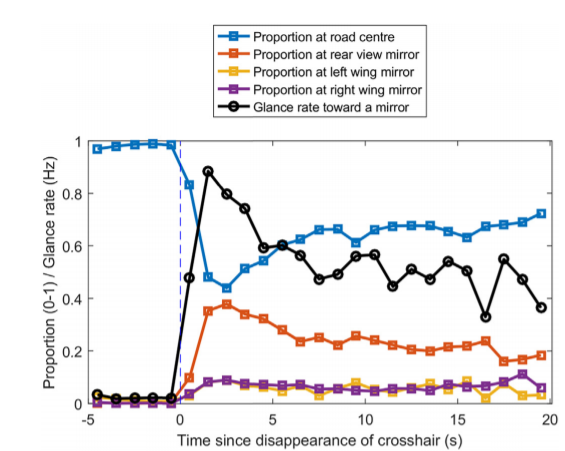 Proportion at road centre
Proportion at rear view mirror
Proportion at left wing mirror
Proportion at right wing mirror
Glance rate toward a mirror
Proportion (0-1) / Glance rate (Hz)
1
0.8
0.6
0.4
0.2
0
-5
0
5
10
15
20
Time since disappearance of crosshair (s)